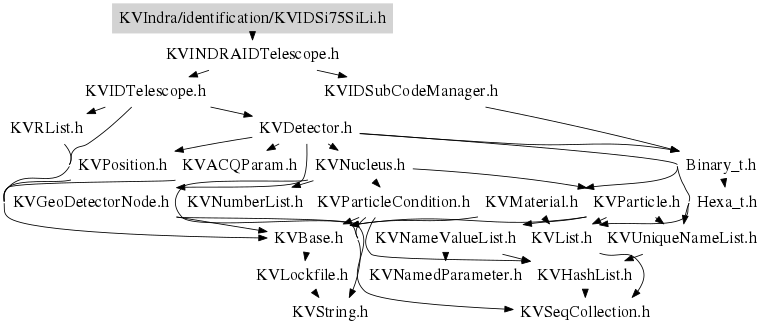 KVIndra/identification/KVIDSi75SiLi.h
KVINDRAIDTelescope.h
KVIDTelescope.h
KVIDSubCodeManager.h
KVRList.h
KVDetector.h
KVPosition.h
KVACQParam.h
KVNucleus.h
Binary_t.h
KVGeoDetectorNode.h
KVNumberList.h
KVParticleCondition.h
KVMaterial.h
KVParticle.h
Hexa_t.h
KVBase.h
KVNameValueList.h
KVList.h
KVUniqueNameList.h
KVLockfile.h
KVNamedParameter.h
KVHashList.h
KVString.h
KVSeqCollection.h